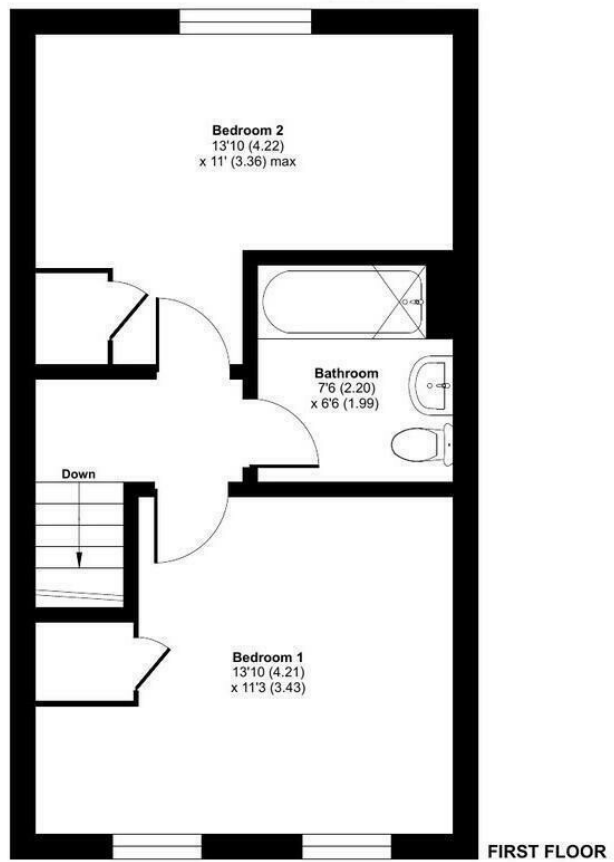 Bedroom 2
13'10 (4.22)
x 11' (3.36) max
Bathroom
7'6 (2.20)
x 6'6 (1.99)
Down
Bedroom 1
13'10 (4.21)
x 11'3 (3.43)
FIRST FLOOR